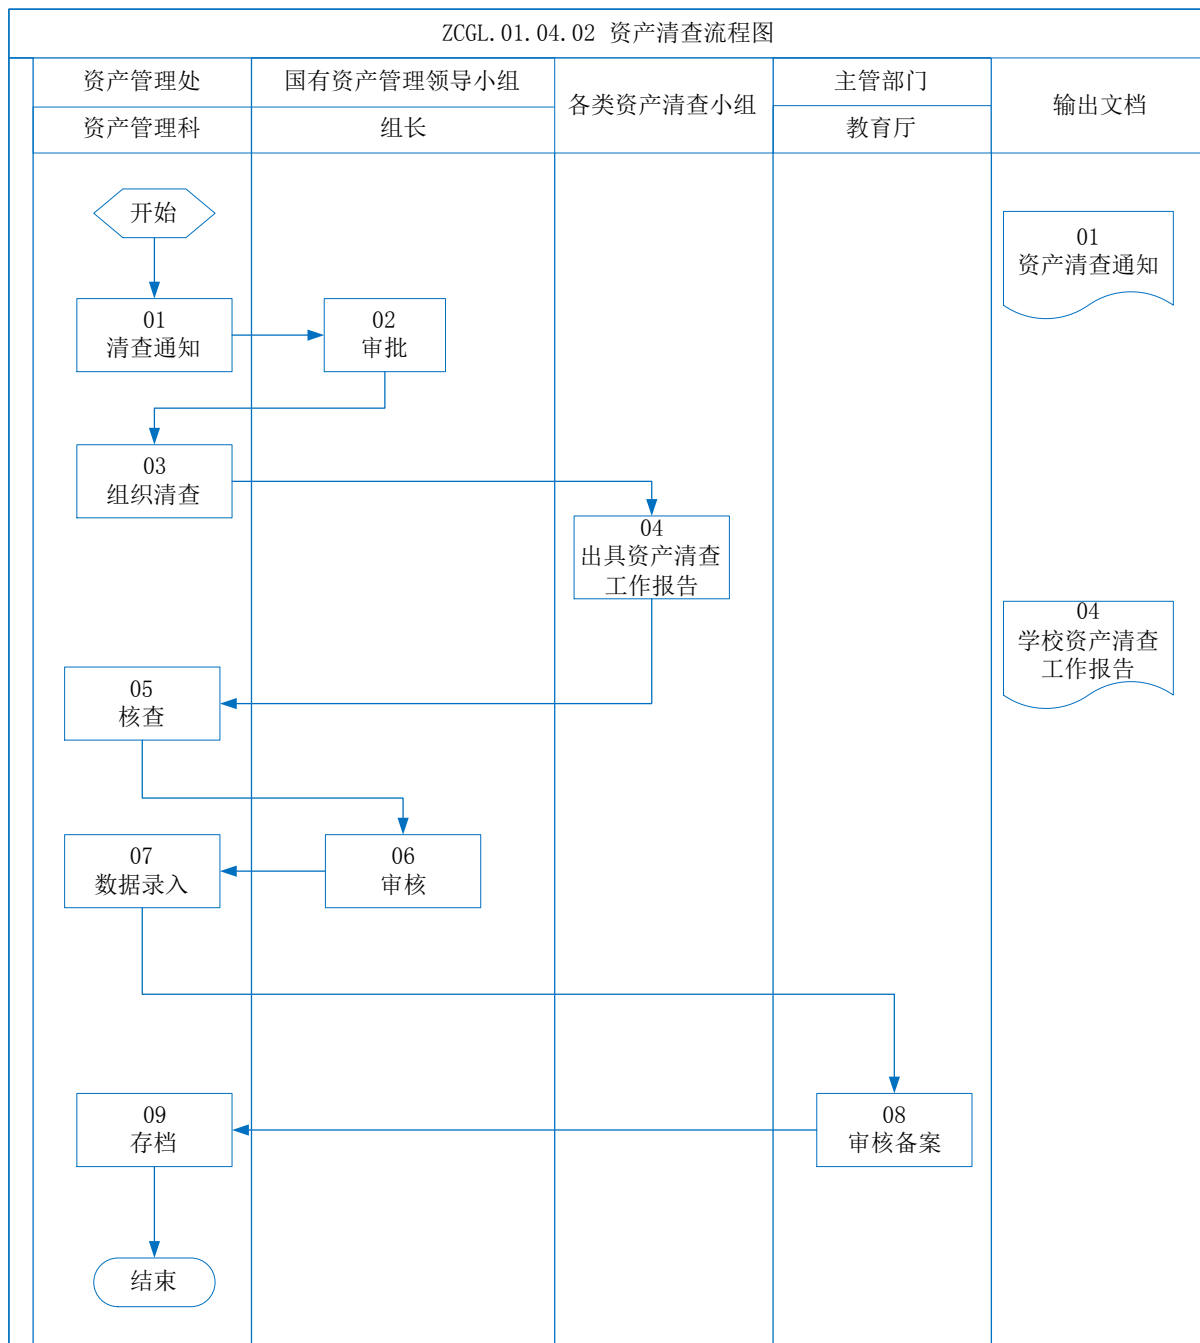 ZCGL.01.04.02 资产清查流程图
资产管理处
国有资产管理领导小组
各类资产清查小组
主管部门
输出文档
资产管理科
组长
教育厅
开始
01
资产清查通知
01
清查通知
02
审批
03
组织清查
04
出具资产清查
工作报告
04
学校资产清查
工作报告
05
核查
07
数据录入
06
审核
09
存档
08
审核备案
结束